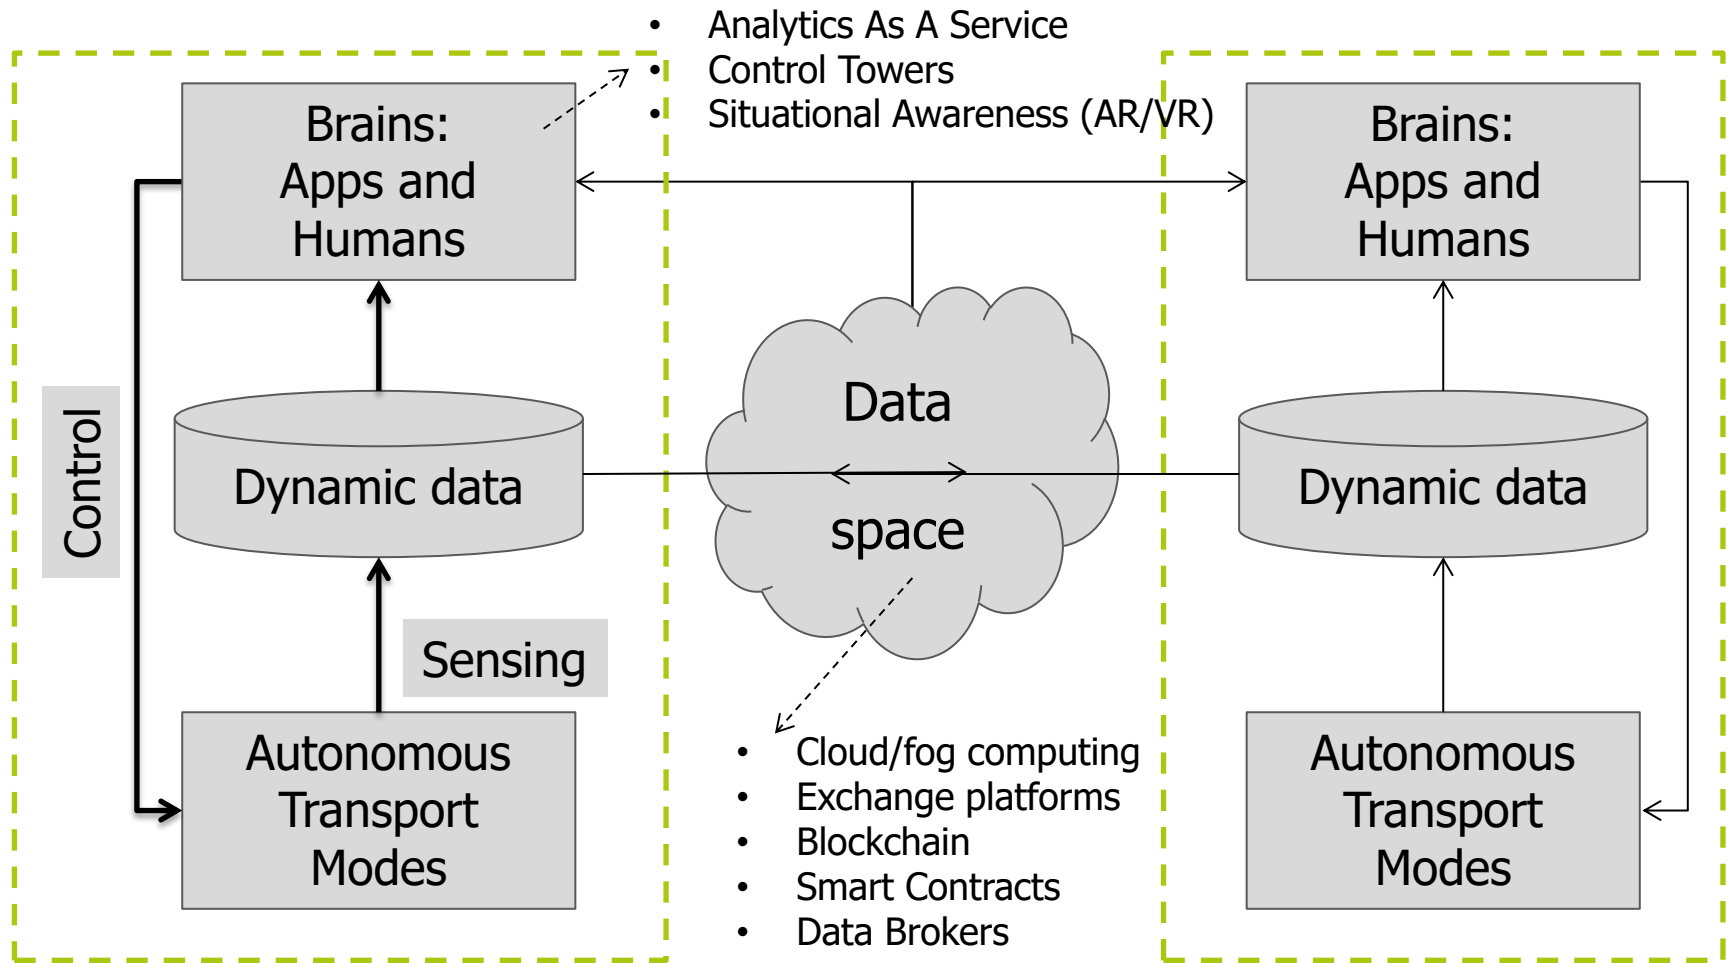 • Analytics As A Service
• Control Towers
• Situational Awareness (AR/VR)
Brains:
Apps and
Humans
Brains:
Apps and
Humans
Control
Dynamic data
Data
space
Dynamic data
Sensing
Autonomous
Transport
Modes
• Cloud/fog computing
• Exchange platforms
• Blockchain
• Smart Contracts
• Data Brokers
Autonomous
Transport
Modes